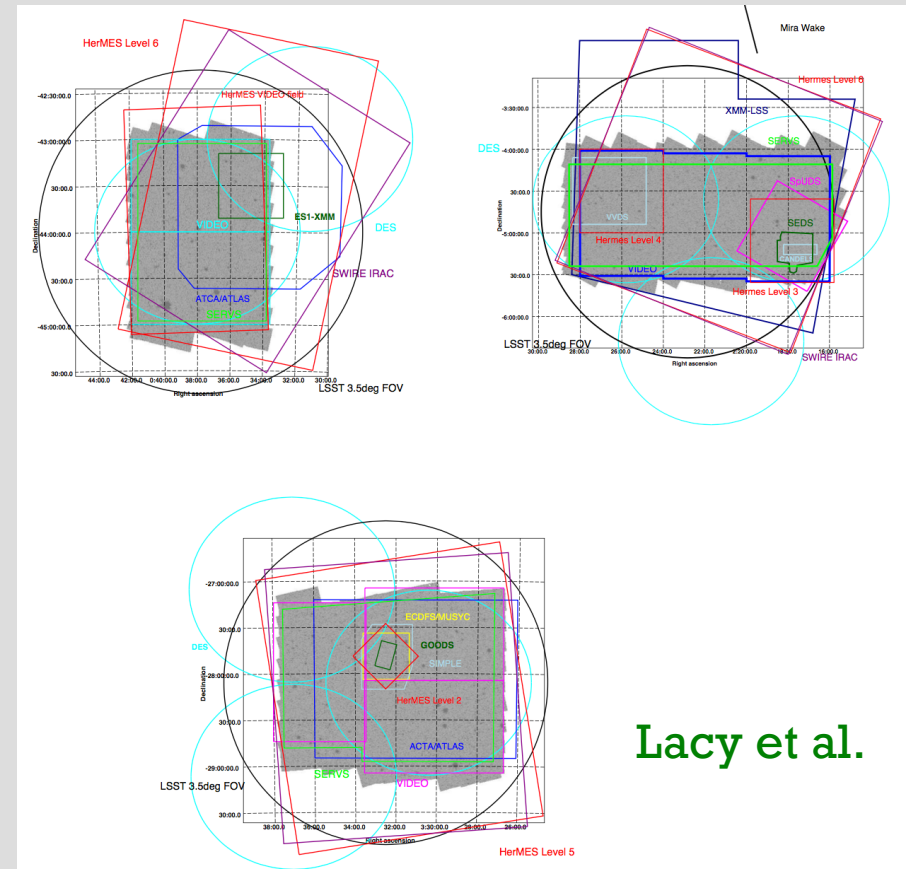 HerMES Level 6
HerMES VIDEO field
-42:30:00.0
-43:00:00.0
30:00.0
-44:00:00.0
30:00.0
-45:00:00.0
30:00.0
Declination
ES1-XMM
VIDEO
DES
SWIRE IRAC
ATCA/ATLAS
SERVS
44:00.0 42:00.0 0:40:00.0 38:00.0 36:00.0 34:00.0 32:00.0 30:00.0
Right ascension
LSST 3.5deg FOV
Mira Wake
Hermes Level 6
XMM-LSS
-3:30:00.0
-4:00:00.0
30:00.0
-5:00:00.0
30:00.0
-6:00:00.0
Declination
DES
SERVS
SpUDS
VVDS
SEDS
Hermes Level 4
CANDELS
VIDEO
Hermes Level 3
LSST 3.5deg FOV
SWIRE IRAC
30:00.0 28:00.0 26:00.0 24:00.0 22:00.0 2:20:00.0 18:00.0 16:00.0
Right ascension
-27:00:00.0
30:00.0
-28:00:00.0
30:00.0
-29:00:00.0
30:00.0
Declination
DES
ECDFS/MUSYC
GOODS
SIMPLE
HerMES Level 2
ACTA/ATLAS
SERVS
VIDEO
LSST 3.5deg FOV
38:00.0 36:00.0 34:00.0 32:00.0 3:30:00.0 28:00.0 26:00.0
Right ascension
HerMES Level 5
Lacy et al.